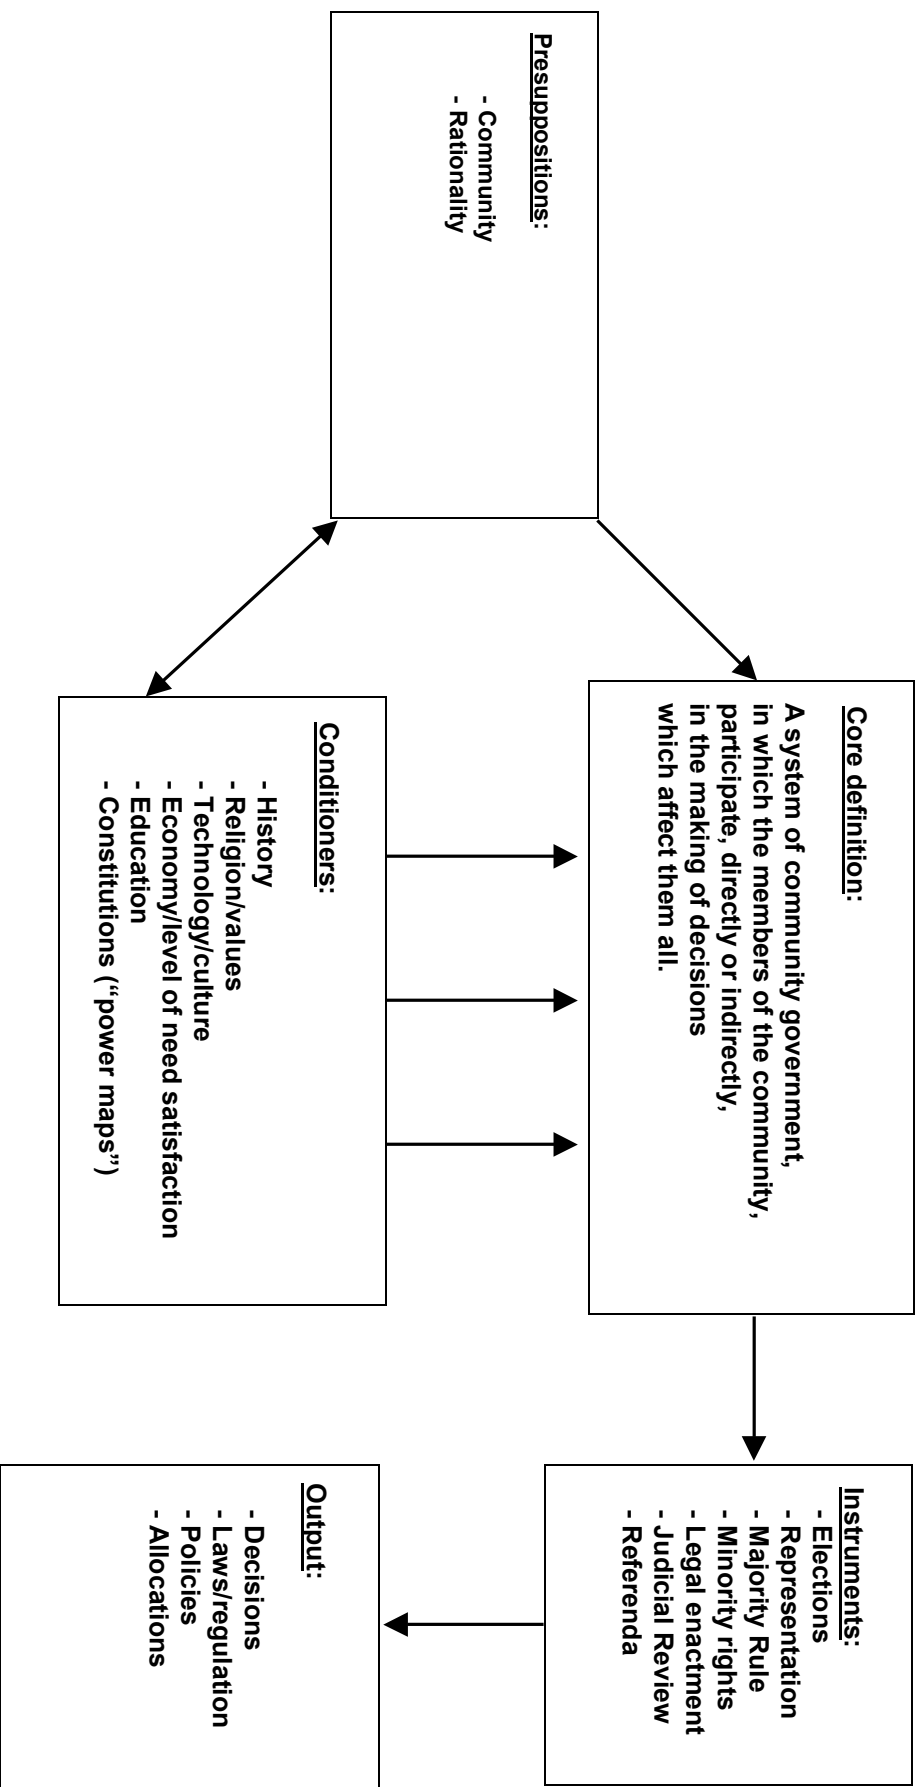 Presuppositions:
- Community
- Rationality
Core definition:
A system of community government,
in which the members of the community,
participate, directly or indirectly,
in the making of decisions
which affect them all.
Conditioners:
- History
- Religion/values
- Technology/culture
- Economy/level of need satisfaction
- Education
- Constitutions (“power maps”)
Instruments:
- Elections
- Representation
- Majority Rule
- Minority rights
- Legal enactment
- Judicial Review
- Referenda
Output:
- Decisions
- Laws/regulation
- Policies
- Allocations